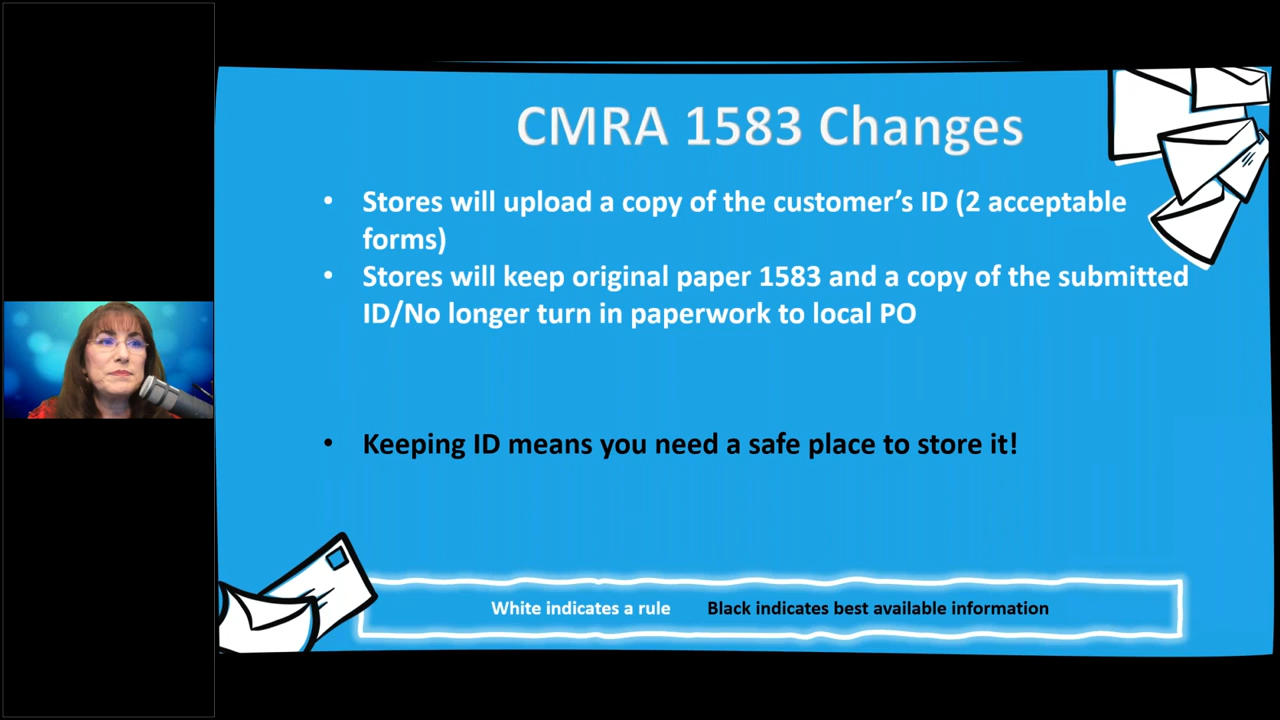 CMRA 1583 Changes
• Stores will upload a copy of the customer’s ID (2 acceptable
forms)
• Stores will keep original paper 1583 and a copy of the submitted
ID/No longer turn in paperwork to local PO
• Keeping ID means you need a safe place to store it!
White indicates a rule Black indicates best available information